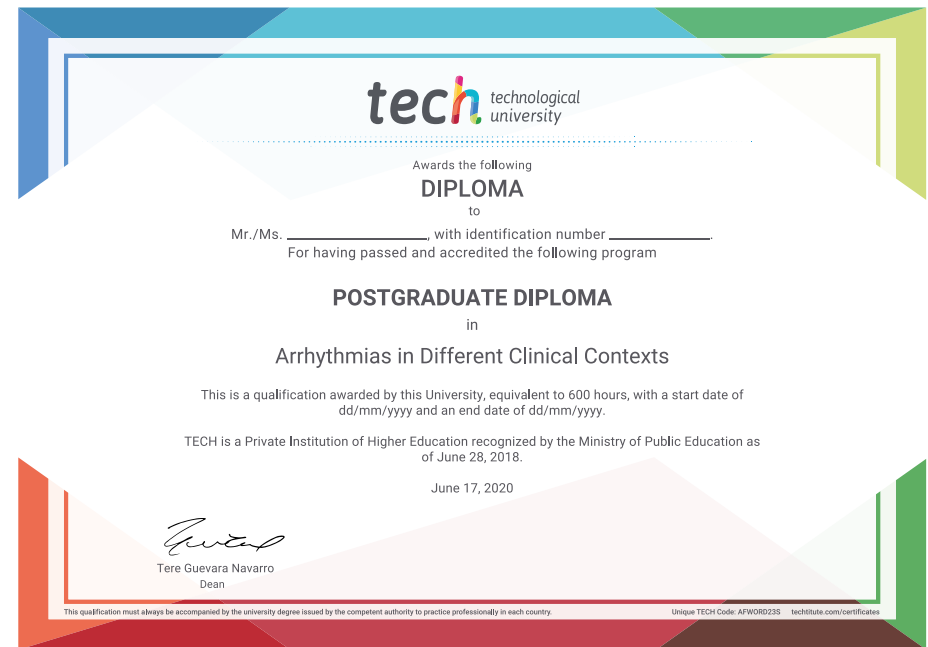 tech technological
university
Awards the following
DIPLOMA
to
Mr./Ms. ____________________, with identification number ______________.
For having passed and accredited the following program
POSTGRADUATE DIPLOMA
in
Arrhythmias in Different Clinical Contexts
This is a qualification awarded by this University, equivalent to 600 hours, with a start date of
dd/mm/yyyy and an end date of dd/mm/yyyy.
TECH is a Private Institution of Higher Education recognized by the Ministry of Public Education as
of June 28, 2018.
June 17, 2020
Tere Guevara Navarro
Dean
This qualification must always be accompanied by the university degree issued by the competent authority to practice professionally in each country.
Unique TECH Code: AFWORD23S techtitute.com/certificates